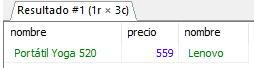 Resultado #1 (1r × 3c)
nombre precio nombre
Portátil Yoga 520 559 Lenovo